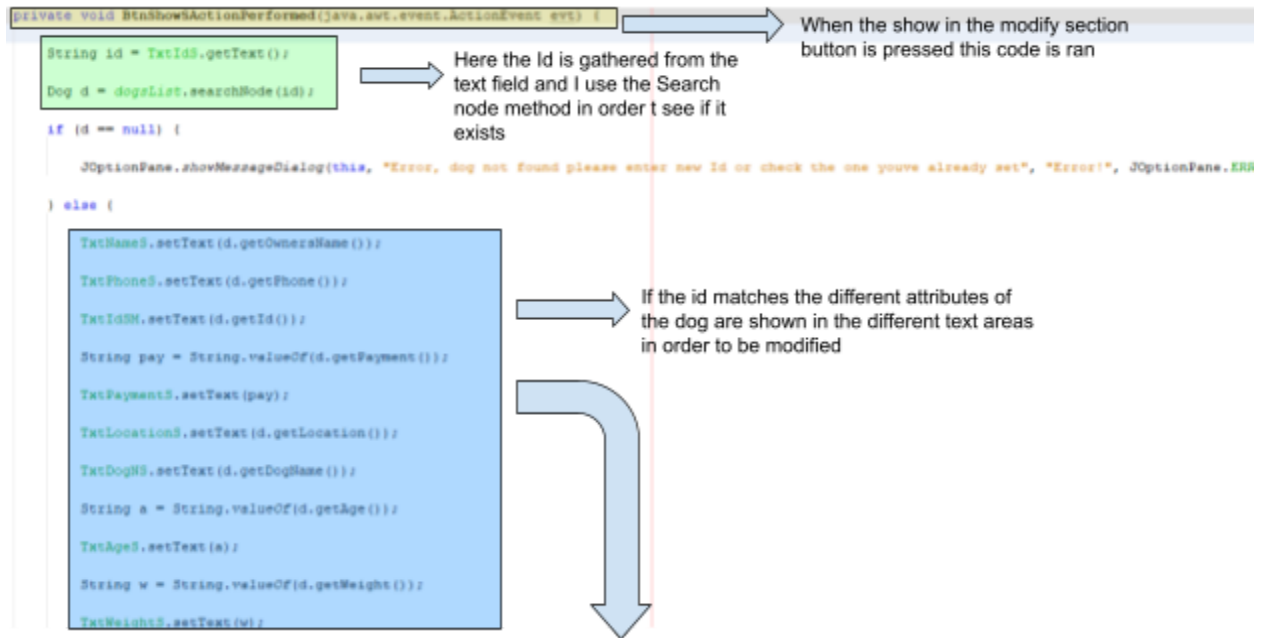 private void BtnShowSActionPerformed(java.awt.event.ActionEvent evt) {
When the show in the modify section
button is pressed this code is ran
String id = TxtIdS.getText();
Dog d = dogsList.searchNode(id);
Here the Id is gathered from the
text field and I use the Search
node method in order t see if it
exists
if (d == null) {
JOptionPane.showMessageDialog(this, "Error, dog not found please enter new Id or check the one youve already set", "Error!", JOptionPane.ERR
} else {
TxtNameS.setText(d.getOwnersName());
TxtPhoneS.setText(d.getPhone());
TxtIdSM.setText(d.getId());
String pay = String.valueOf(d.getPayment());
TxtPaymentS.setText(pay);
TxtLocationS.setText(d.getLocation());
TxtDogNS.setText(d.getDogName());
String a = String.valueOf(d.getAge());
TxtAgeS.setText(a);
String w = String.valueOf(d.getWeight());
TxtWeightS.setText(w);
If the id matches the different attributes of
the dog are shown in the different text areas
in order to be modified